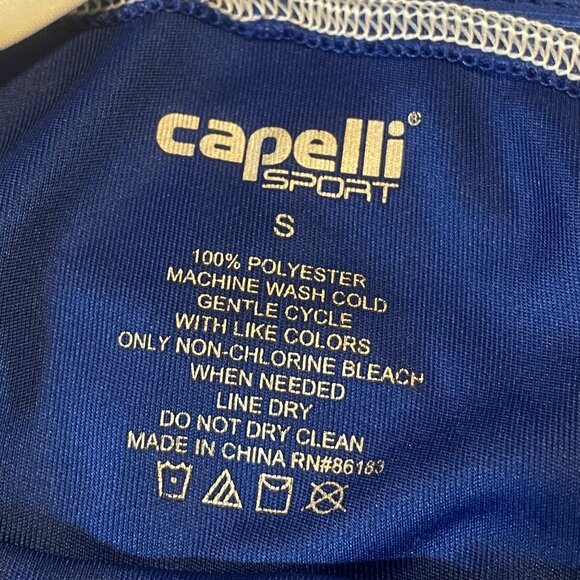 capelli®
SPORT
S
100% POLYESTER
MACHINE WASH COLD
GENTLE CYCLE
WITH LIKE COLORS
ONLY NON-CHLORINE BLEACH
WHEN NEEDED
LINE DRY
DO NOT DRY CLEAN
MADE IN CHINA RN#86183